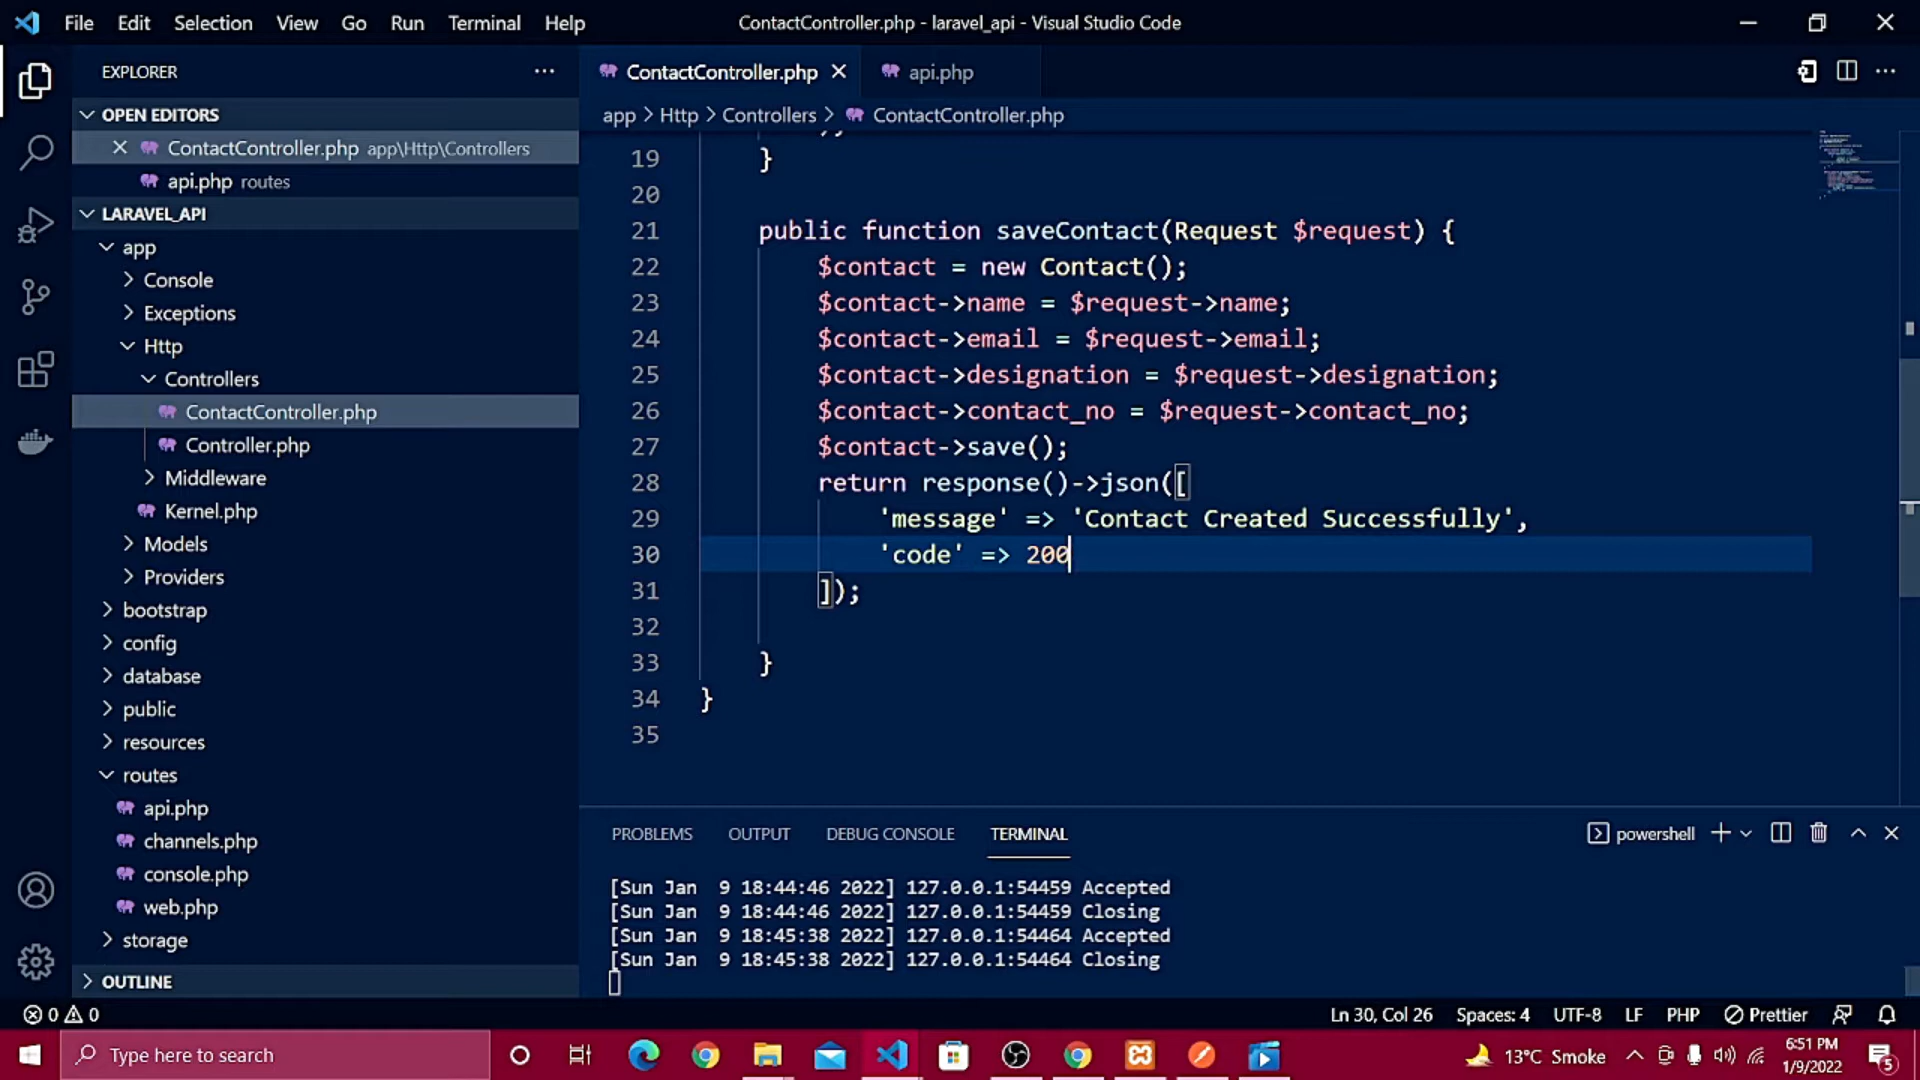 File Edit Selection View Go Run Terminal Help
ContactController.php - laravel_api - Visual Studio Code
EXPLORER
OPEN EDITORS
ContactController.php app\Http\Controllers
api.php routes
LARAVEL_API
app
Console
Exceptions
Http
Controllers
ContactController.php
Controller.php
Middleware
Kernel.php
Models
Providers
bootstrap
config
database
public
resources
routes
api.php
channels.php
console.php
web.php
storage
OUTLINE
ContactController.php api.php
app > Http > Controllers > ContactController.php
19 }
20
21 public function saveContact(Request $request) {
22 $contact = new Contact();
23 $contact->name = $request->name;
24 $contact->email = $request->email;
25 $contact->designation = $request->designation;
26 $contact->contact_no = $request->contact_no;
27 $contact->save();
28 return response()->json([
29 'message' => 'Contact Created Successfully',
30 'code' => 200
31 ]);
32
33 }
34 }
35
PROBLEMS OUTPUT DEBUG CONSOLE TERMINAL
powershell
[Sun Jan  9 18:44:46 2022] 127.0.0.1:54459 Accepted
[Sun Jan  9 18:44:46 2022] 127.0.0.1:54459 Closing
[Sun Jan  9 18:45:38 2022] 127.0.0.1:54464 Accepted
[Sun Jan  9 18:45:38 2022] 127.0.0.1:54464 Closing
0 0
Ln 30, Col 26 Spaces: 4 UTF-8 LF PHP Prettier
Type here to search
13°C Smoke
6:51 PM
1/9/2022
5